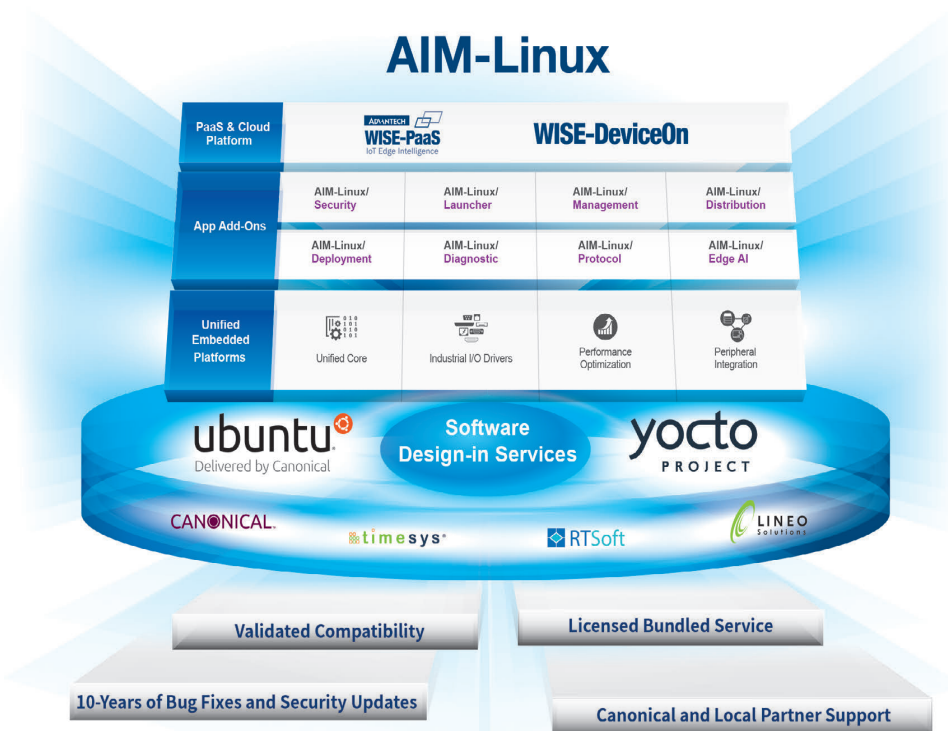 AIM-Linux
PaaS & Cloud
Platform
ADVANTECH
WISE-PaaS
IoT Edge Intelligence
WISE-DeviceOn
App Add-Ons
AIM-Linux/
Security
AIM-Linux/
Launcher
AIM-Linux/
Management
AIM-Linux/
Distribution
AIM-Linux/
Deployment
AIM-Linux/
Diagnostic
AIM-Linux/
Protocol
AIM-Linux/
Edge AI
Unified
Embedded
Platforms
010
101
010
101
Unified Core
Industrial I/O Drivers
Performance
Optimization
Peripheral
Integration
ubuntu
Delivered by Canonical
Software
Design-in Services
yocto
PROJECT
CANONICAL
timesys
RTSoft
LINEO
Solutions
Validated Compatibility
Licensed Bundled Service
10-Years of Bug Fixes and Security Updates
Canonical and Local Partner Support